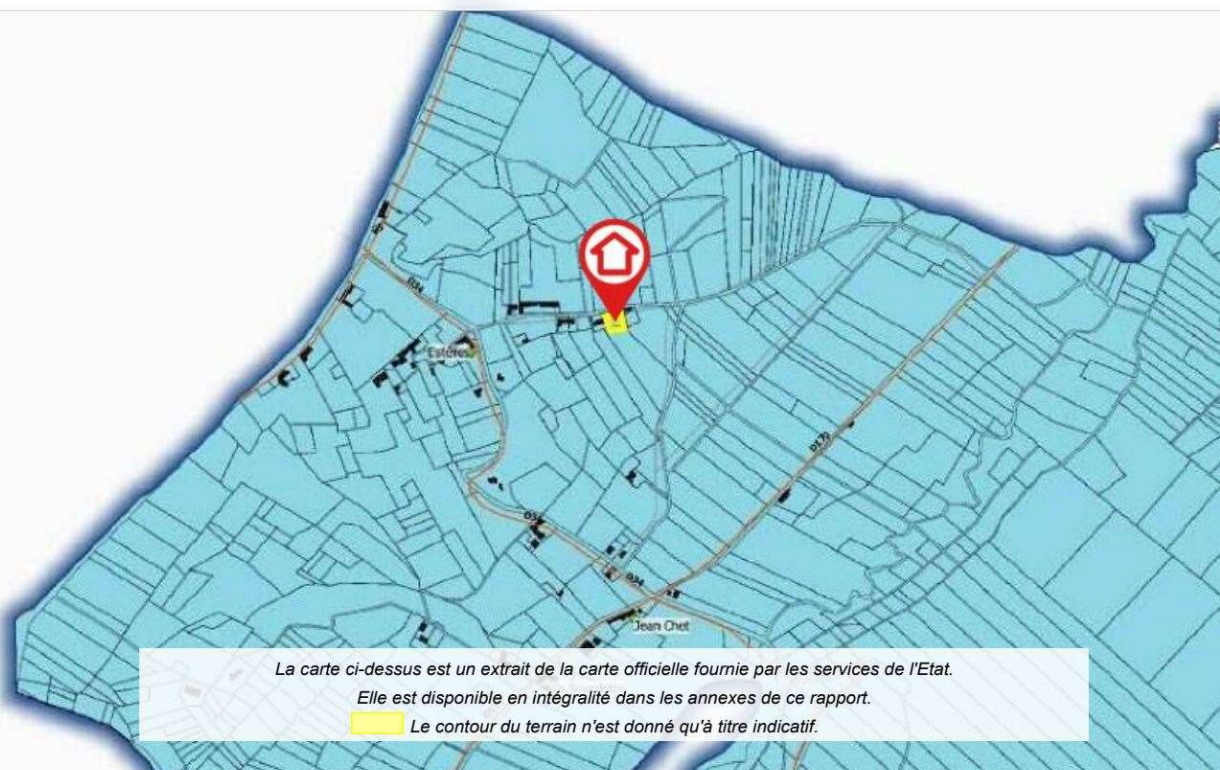 D34
Esteres
D179
D34
D34
Jean Chet
La carte ci-dessus est un extrait de la carte officielle fournie par les services de l'Etat.
Elle est disponible en intégralité dans les annexes de ce rapport.
Le contour du terrain n'est donné qu'à titre indicatif.